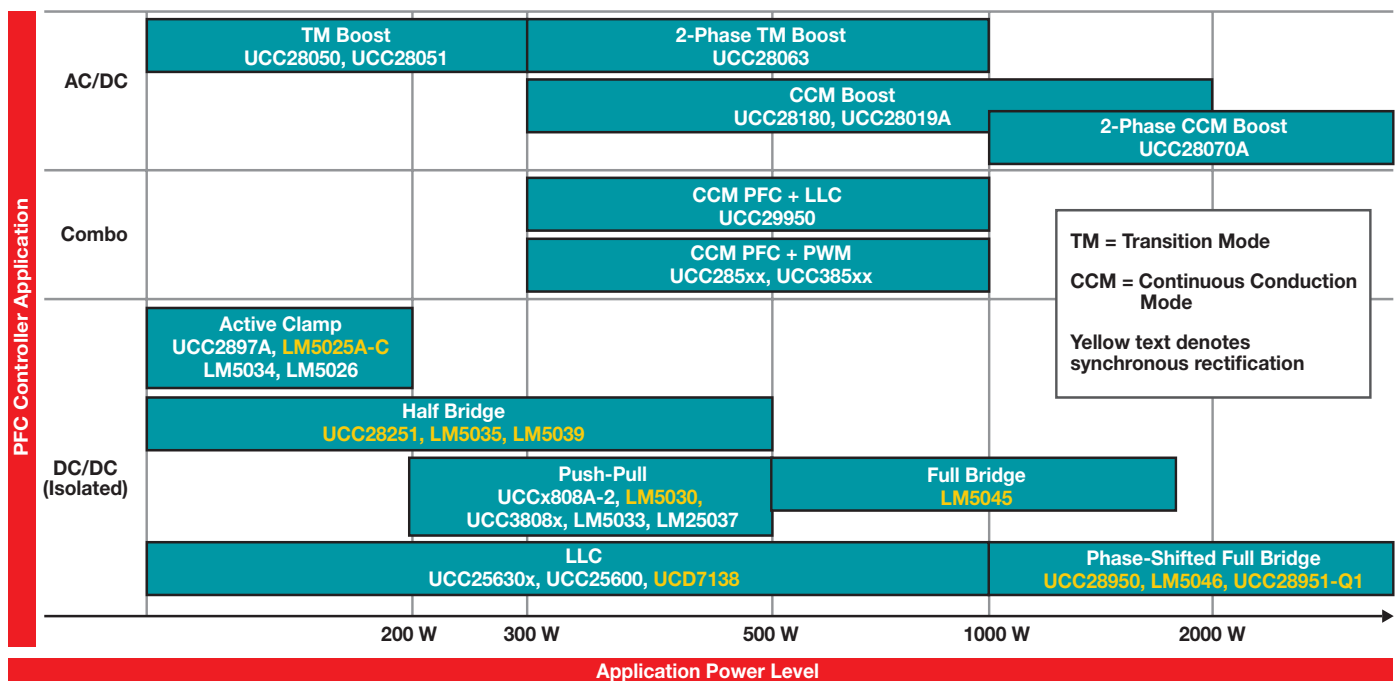 PFC Controller Application
AC/DC
TM Boost
UCC28050, UCC28051
2-Phase TM Boost
UCC28063
CCM Boost
UCC28180, UCC28019A
2-Phase CCM Boost
UCC28070A
Combo
CCM PFC + LLC
UCC29950
CCM PFC + PWM
UCC285xx, UCC385xx
TM = Transition Mode
CCM = Continuous Conduction
Mode
Yellow text denotes
synchronous rectification
DC/DC
(Isolated)
Active Clamp
UCC2897A, LM5025A-C
LM5034, LM5026
Half Bridge
UCC28251, LM5035, LM5039
Push-Pull
UCCx808A-2, LM5030,
UCC3808x, LM5033, LM25037
Full Bridge
LM5045
LLC
UCC25630x, UCC25600, UCD7138
Phase-Shifted Full Bridge
UCC28950, LM5046, UCC28951-Q1
200 W
300 W
500 W
1000 W
2000 W
Application Power Level